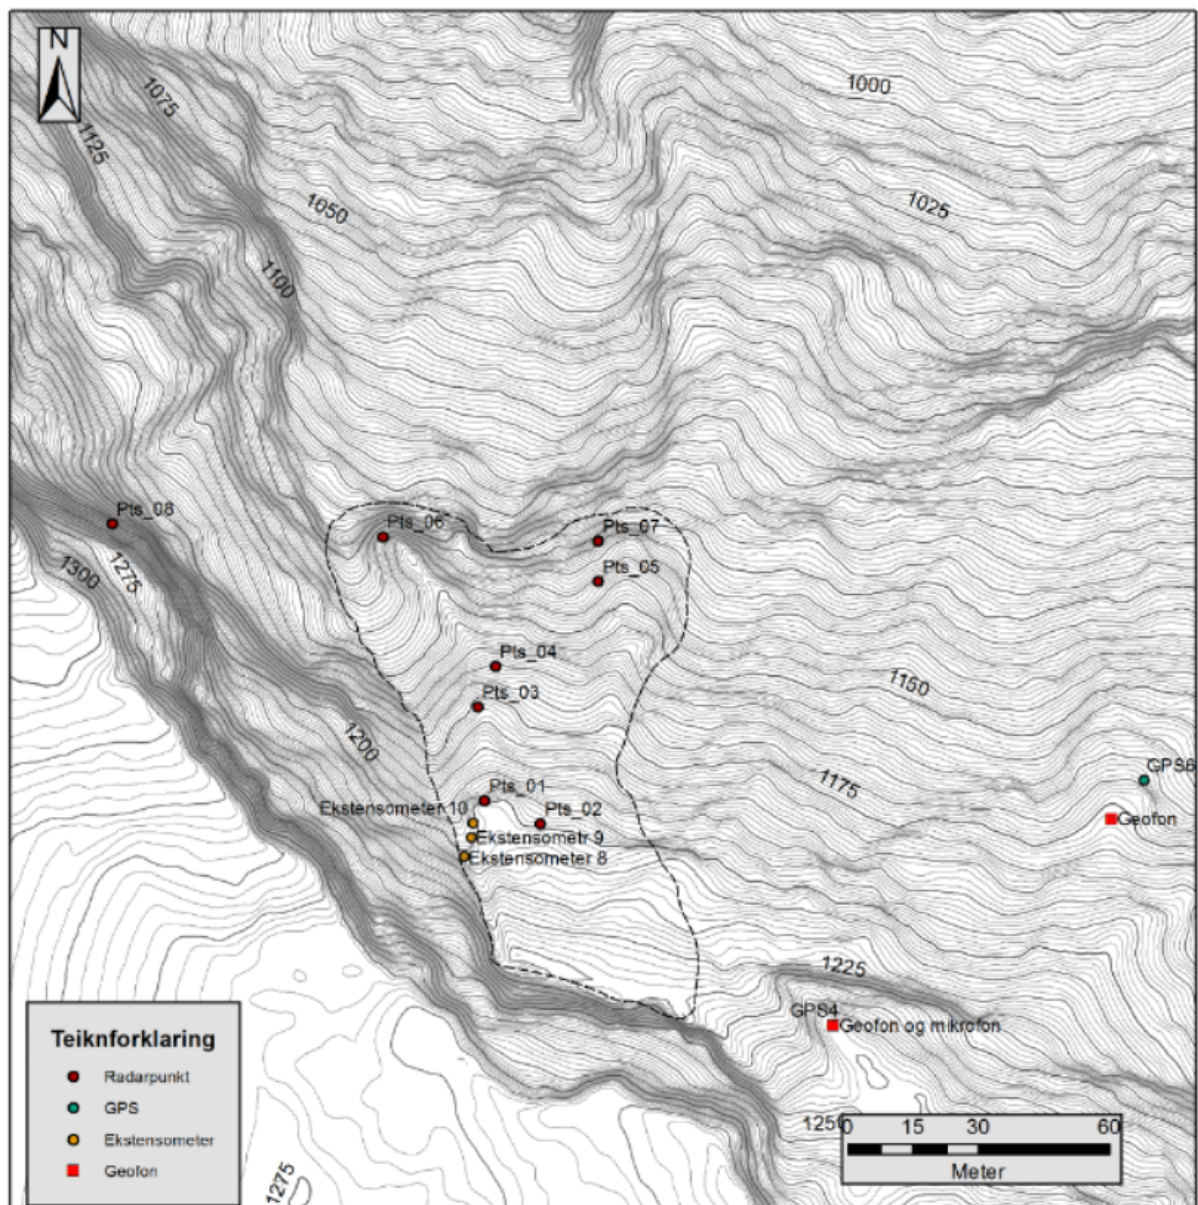 N
1075
1125
1000
1050
1025
1100
Pts_08
1275
1300
Pts_06
Pts_07
Pts_05
Pts_04
Pts_03
1150
1200
GPS6
1175
Pts_01
Ekstensometer 10
Pts_02
Geofon
Ekstensometr 9
Ekstensometer 8
1225
GPS4
Geofon og mikrofon
Teiknforklaring
Radarpunkt
GPS
Ekstensometer
Geofon
1275
1250
0 15 30 60
Meter